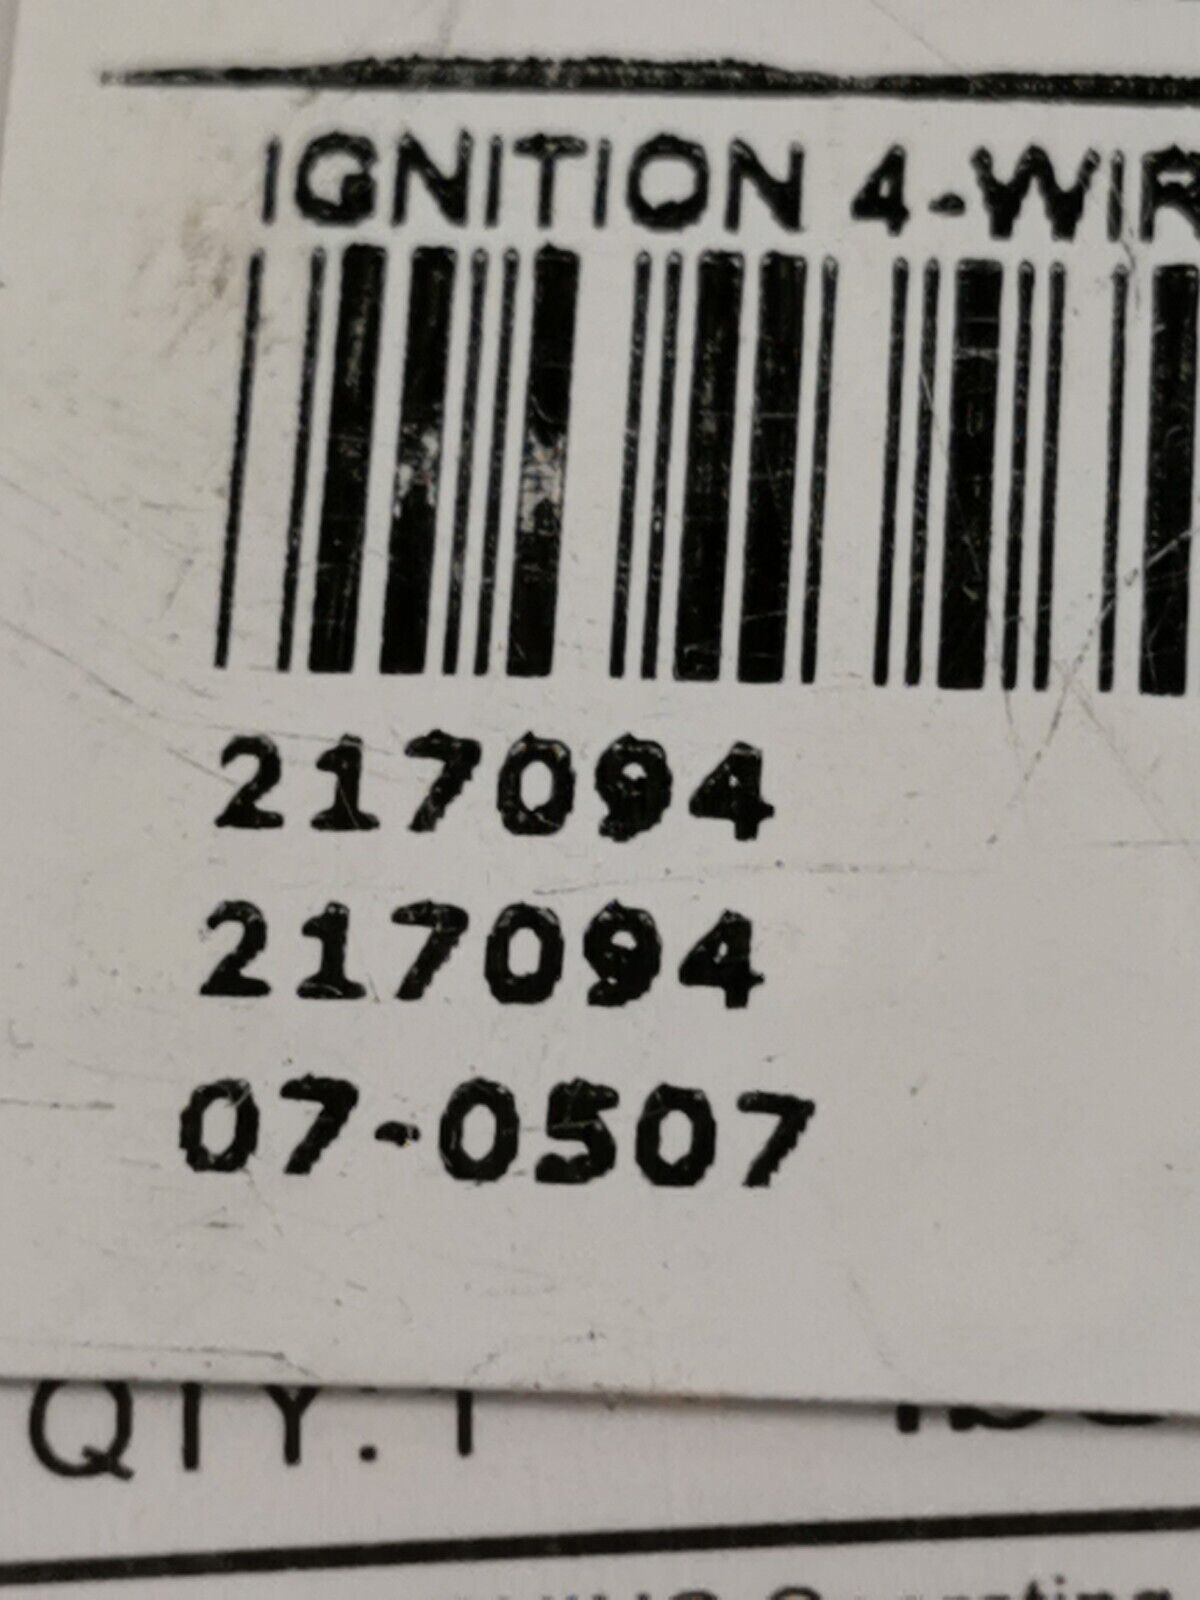 IGNITION 4-WIR
217094
217094
07-0507
QTY. 1